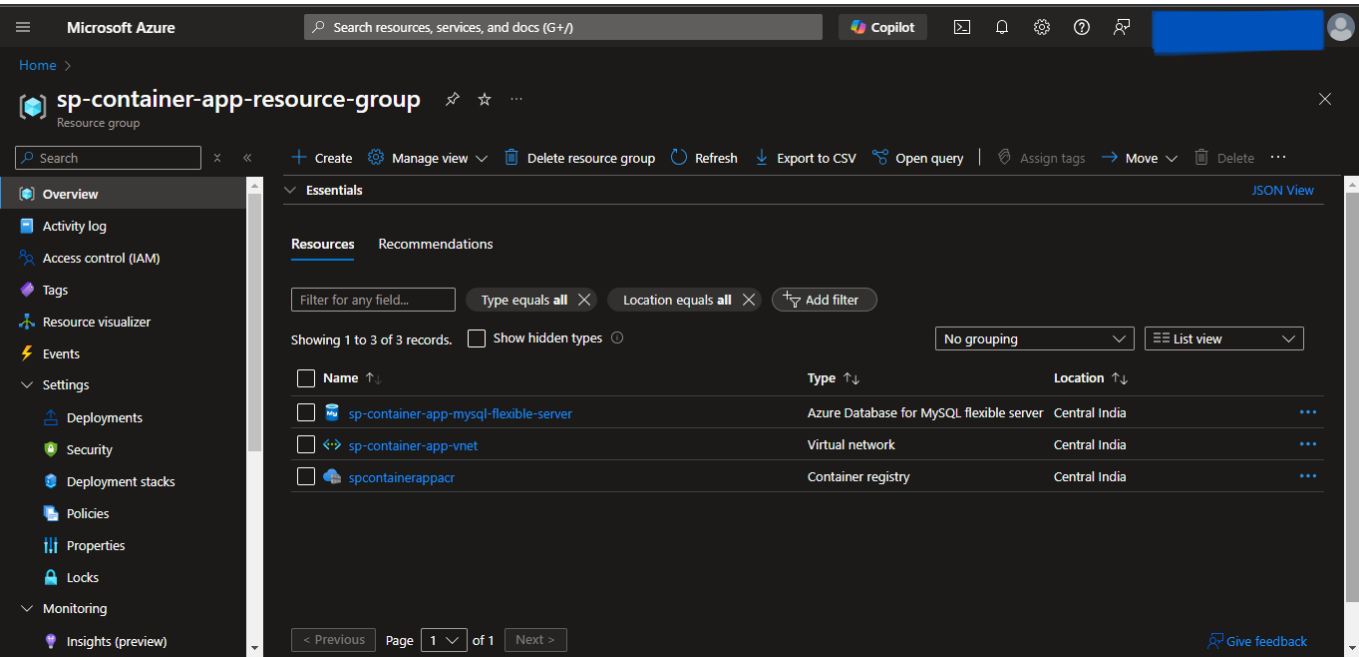 Microsoft Azure
Search resources, services, and docs (G+/)
Copilot
Home >
sp-container-app-resource-group
Resource group
Search
Create
Manage view
Delete resource group
Refresh
Export to CSV
Open query
Assign tags
Move
Delete
Overview
Activity log
Access control (IAM)
Tags
Resource visualizer
Events
Settings
Deployments
Security
Deployment stacks
Policies
Properties
Locks
Monitoring
Insights (preview)
Essentials
JSON View
Resources Recommendations
Filter for any field...
Type equals all
Location equals all
Add filter
Showing 1 to 3 of 3 records. Show hidden types
No grouping
List view
Name Type Location
sp-container-app-mysql-flexible-server Azure Database for MySQL flexible server Central India
sp-container-app-vnet Virtual network Central India
spcontainerappacr Container registry Central India
< Previous Page 1 of 1 Next >
Give feedback